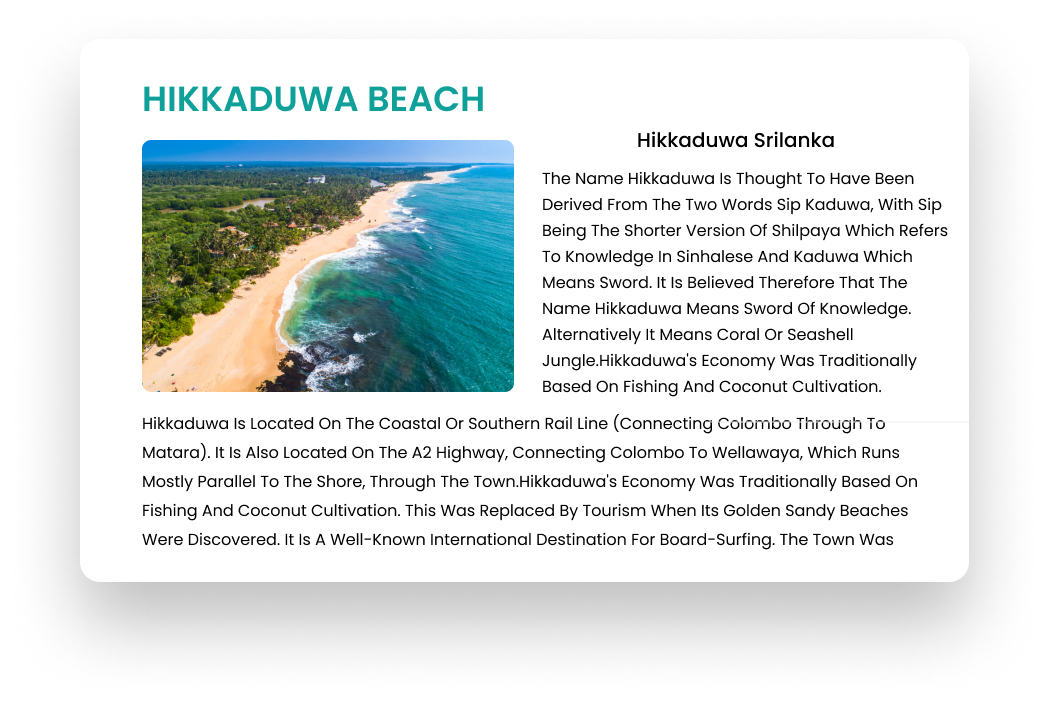 HIKKADUWA BEACH
Hikkaduwa Srilanka
The Name Hikkaduwa Is Thought To Have Been
Derived From The Two Words Sip Kaduwa, With Sip
Being The Shorter Version Of Shilpaya Which Refers
To Knowledge In Sinhalese And Kaduwa Which
Means Sword. It Is Believed Therefore That The
Name Hikkaduwa Means Sword Of Knowledge.
Alternatively It Means Coral Or Seashell
Jungle.Hikkaduwa's Economy Was Traditionally
Based On Fishing And Coconut Cultivation.
Hikkaduwa Is Located On The Coastal Or Southern Rail Line (Connecting Colombo Through To
Matara). It Is Also Located On The A2 Highway, Connecting Colombo To Wellawaya, Which Runs
Mostly Parallel To The Shore, Through The Town.Hikkaduwa's Economy Was Traditionally Based On
Fishing And Coconut Cultivation. This Was Replaced By Tourism When Its Golden Sandy Beaches
Were Discovered. It Is A Well-Known International Destination For Board-Surfing. The Town Was